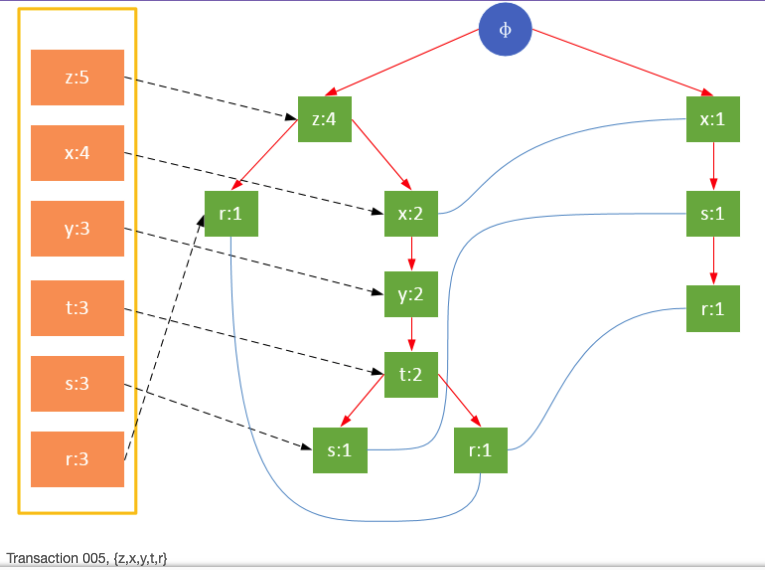 ф
z:5
z:4
x:1
x:4
r:1
x:2
s:1
y:3
y:2
t:3
r:1
t:2
s:3
s:1
r:1
r:3
Transaction 005, {z,x,y,t,r}